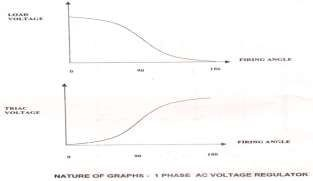 LOAD
VOLTAGE
FIRING ANGLE
0
90
180
TRIAC
VOLTAGE
FIRING ANGLE
0
90
180
NATURE OF GRAPHS - 1 PHASE AC VOLTAGE REGULATOR